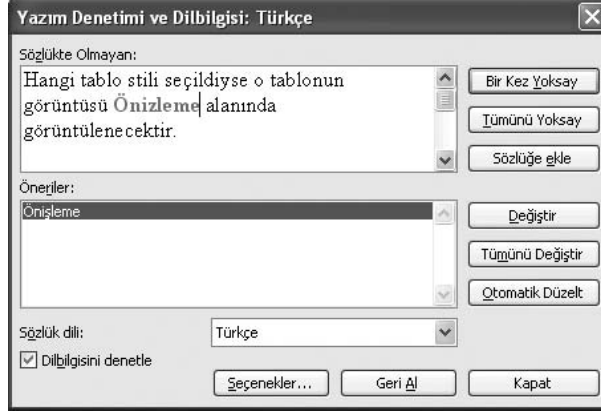 Yazım Denetimi ve Dilbilgisi: Türkçe
Sözlükte Olmayan:
Hangi tablo stili seçildiyse o tablonun
görüntüsü Önizleme alanında
görüntülenecektir.
Bir Kez Yoksay
Tümünü Yoksay
Sözlüğe ekle
Öneriler:
Önişleme
Değiştir
Tümünü Değiştir
Otomatik Düzelt
Sözlük dili:
Türkçe
Dilbilgisini denetle
Seçenekler...
Geri Al
Kapat